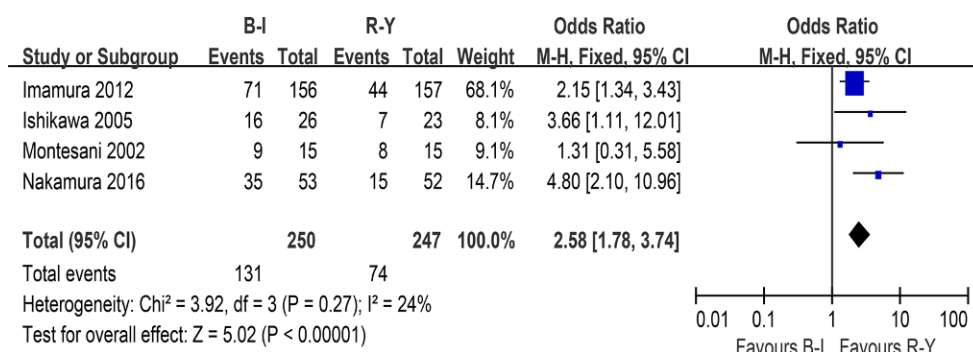 B-I R-Y Odds Ratio Odds Ratio
Study or Subgroup Events Total Events Total Weight M-H, Fixed, 95% CI M-H, Fixed, 95% CI
Imamura 2012 71 156 44 157 68.1% 2.15 [1.34, 3.43]
Ishikawa 2005 16 26 7 23 8.1% 3.66 [1.11, 12.01]
Montesani 2002 9 15 8 15 9.1% 1.31 [0.31, 5.58]
Nakamura 2016 35 53 15 52 14.7% 4.80 [2.10, 10.96]
Total (95% CI) 250 247 100.0% 2.58 [1.78, 3.74]
Total events 131 74
Heterogeneity: Chi² = 3.92, df = 3 (P = 0.27); I² = 24%
Test for overall effect: Z = 5.02 (P < 0.00001)
0.01 0.1 1 10 100
Favours B-I Favours R-Y